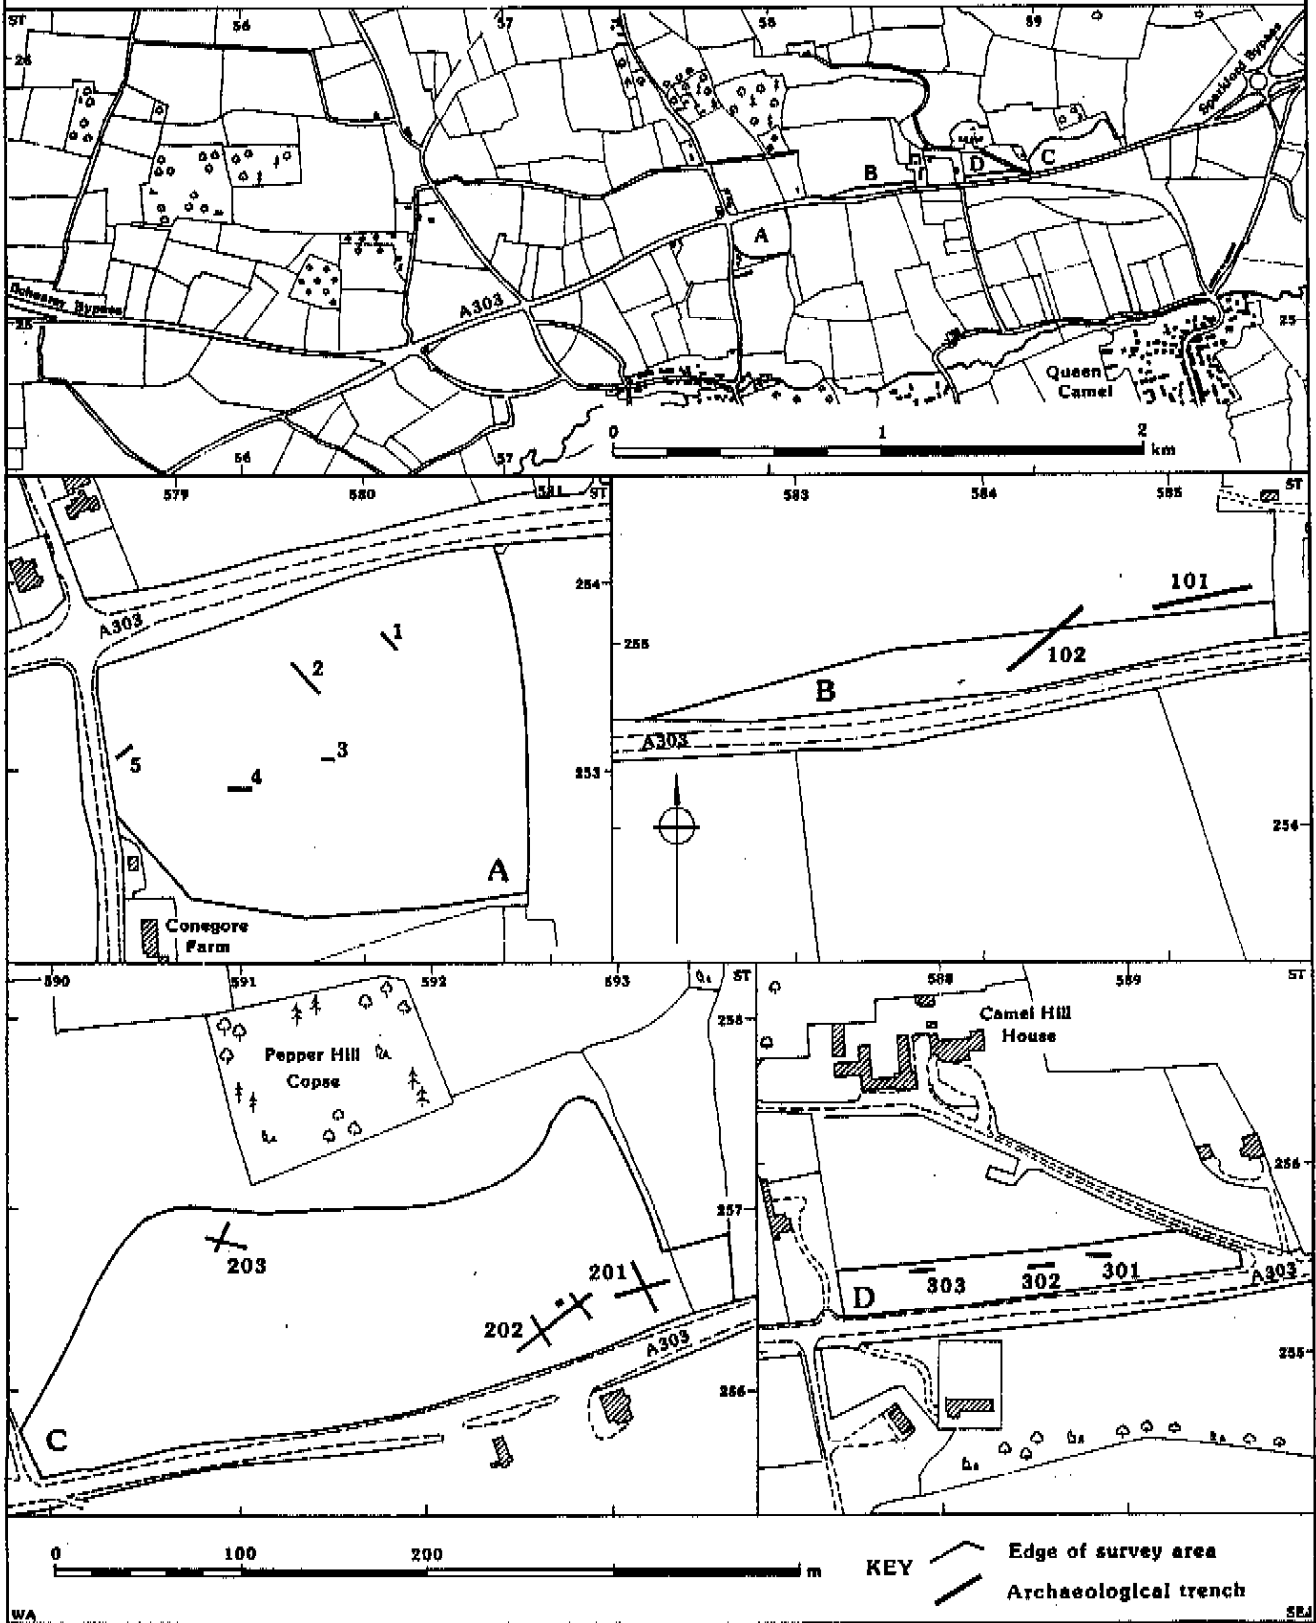 ST
56
57
58
59
26
Sparkford Bypass
B
D
C
A
Ilchester Bypass
25
A303
25
Queen
Camel
56
57
0 1 2
km
579 580 581 ST
254
A303
1
2
3
4
5
253
A
Conegore
Farm
583 584 585 ST
101
255
102
B
A303
254
590 591 592 593 ST
258
Pepper Hill
Copse
257
203
201
202
A303
256
C
588 589 ST
Camel Hill
House
256
303 302 301
A303
D
255
0 100 200
m
KEY
Edge of survey area
Archaeological trench
WA